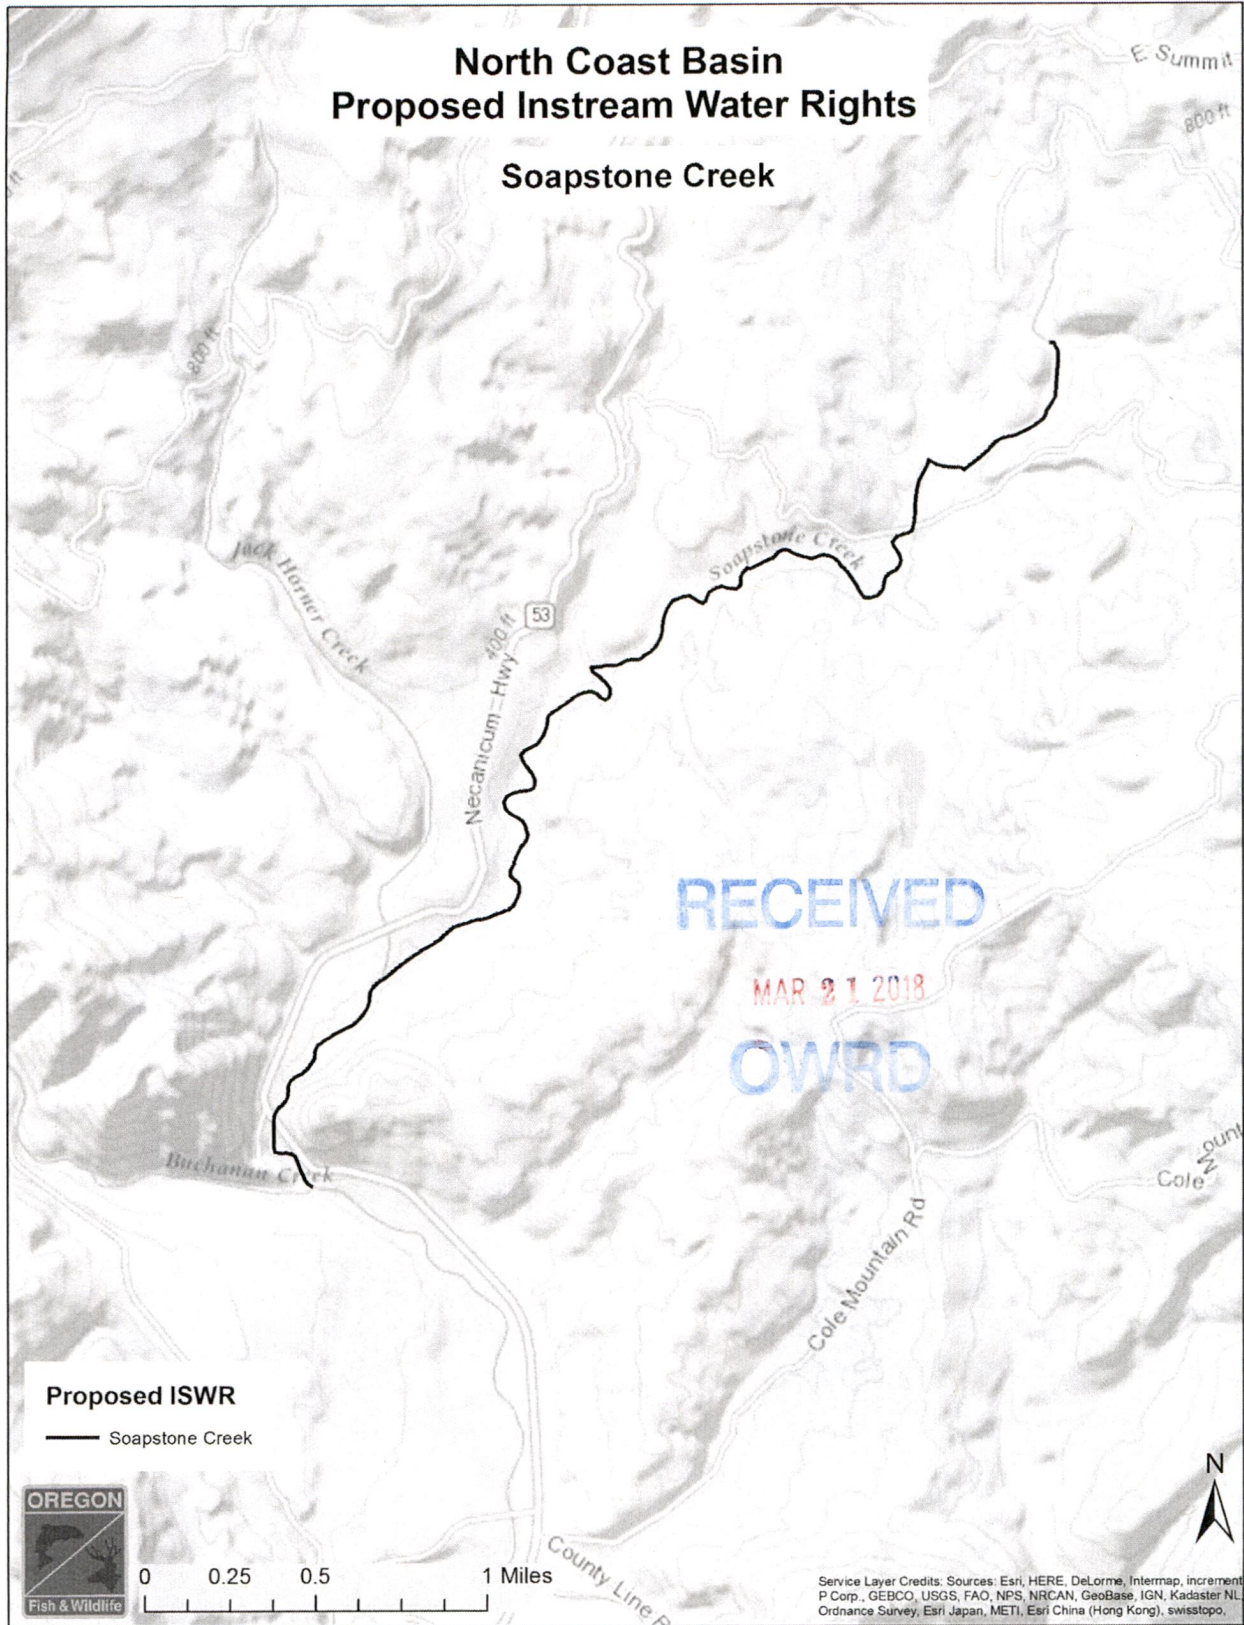 North Coast Basin
Proposed Instream Water Rights
Soapstone Creek
E Summit
800 ft
800 ft
Jack Horner Creek
Soapstone Creek
53
400 ft
Necanicum Hwy
RECEIVED
MAR 21 2018
OWRD
Buchanan Creek
Cole Mount
Cole Mountain Rd
Proposed ISWR
Soapstone Creek
N
OREGON
Fish & Wildlife
0 0.25 0.5 1 Miles
County Line R
Service Layer Credits: Sources: Esri, HERE, DeLorme, Intermap, increment
P Corp., GEBCO, USGS, FAO, NPS, NRCAN, GeoBase, IGN, Kadaster NL,
Ordnance Survey, Esri Japan, METI, Esri China (Hong Kong), swisstopo,